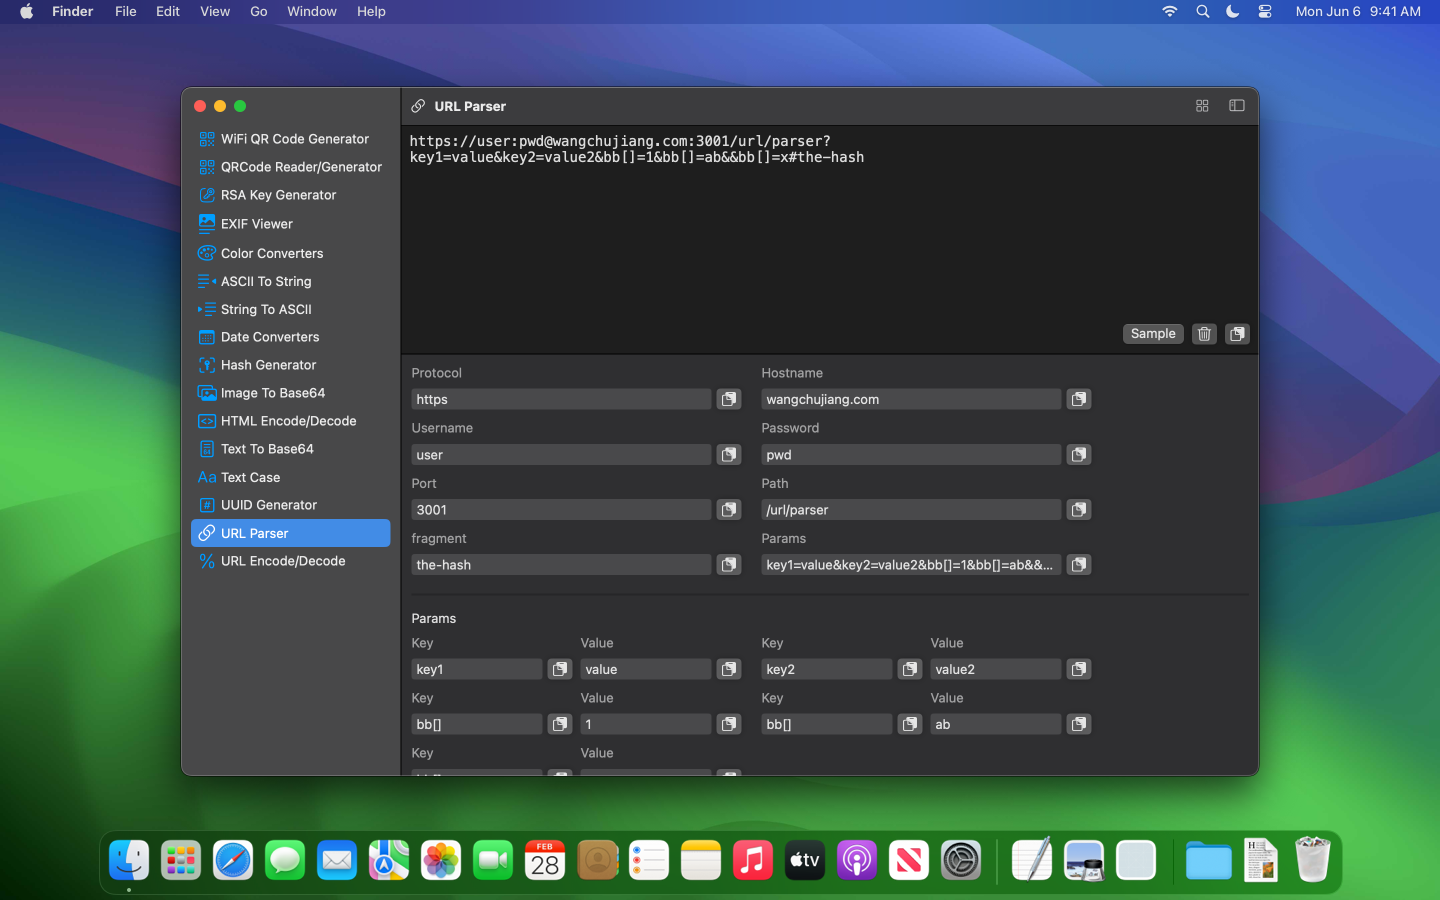 Finder File Edit View Go Window Help Mon Jun 6 9:41 AM
URL Parser
WiFi QR Code Generator
QRCode Reader/Generator
RSA Key Generator
EXIF Viewer
Color Converters
ASCII To String
String To ASCII
Date Converters
Hash Generator
Image To Base64
HTML Encode/Decode
Text To Base64
Aa Text Case
# UUID Generator
URL Parser
% URL Encode/Decode
https://user:pwd@wangchujiang.com:3001/url/parser?
key1=value&key2=value2&bb[]=1&bb[]=ab&&bb[]=x#the-hash
Sample
Protocol Hostname
https wangchujiang.com
Username Password
user pwd
Port Path
3001 /url/parser
fragment Params
the-hash key1=value&key2=value2&bb[]=1&bb[]=ab&&...
Params
Key Value Key Value
key1 value key2 value2
Key Value Key Value
bb[] 1 bb[] ab
Key Value
FEB
28
tv